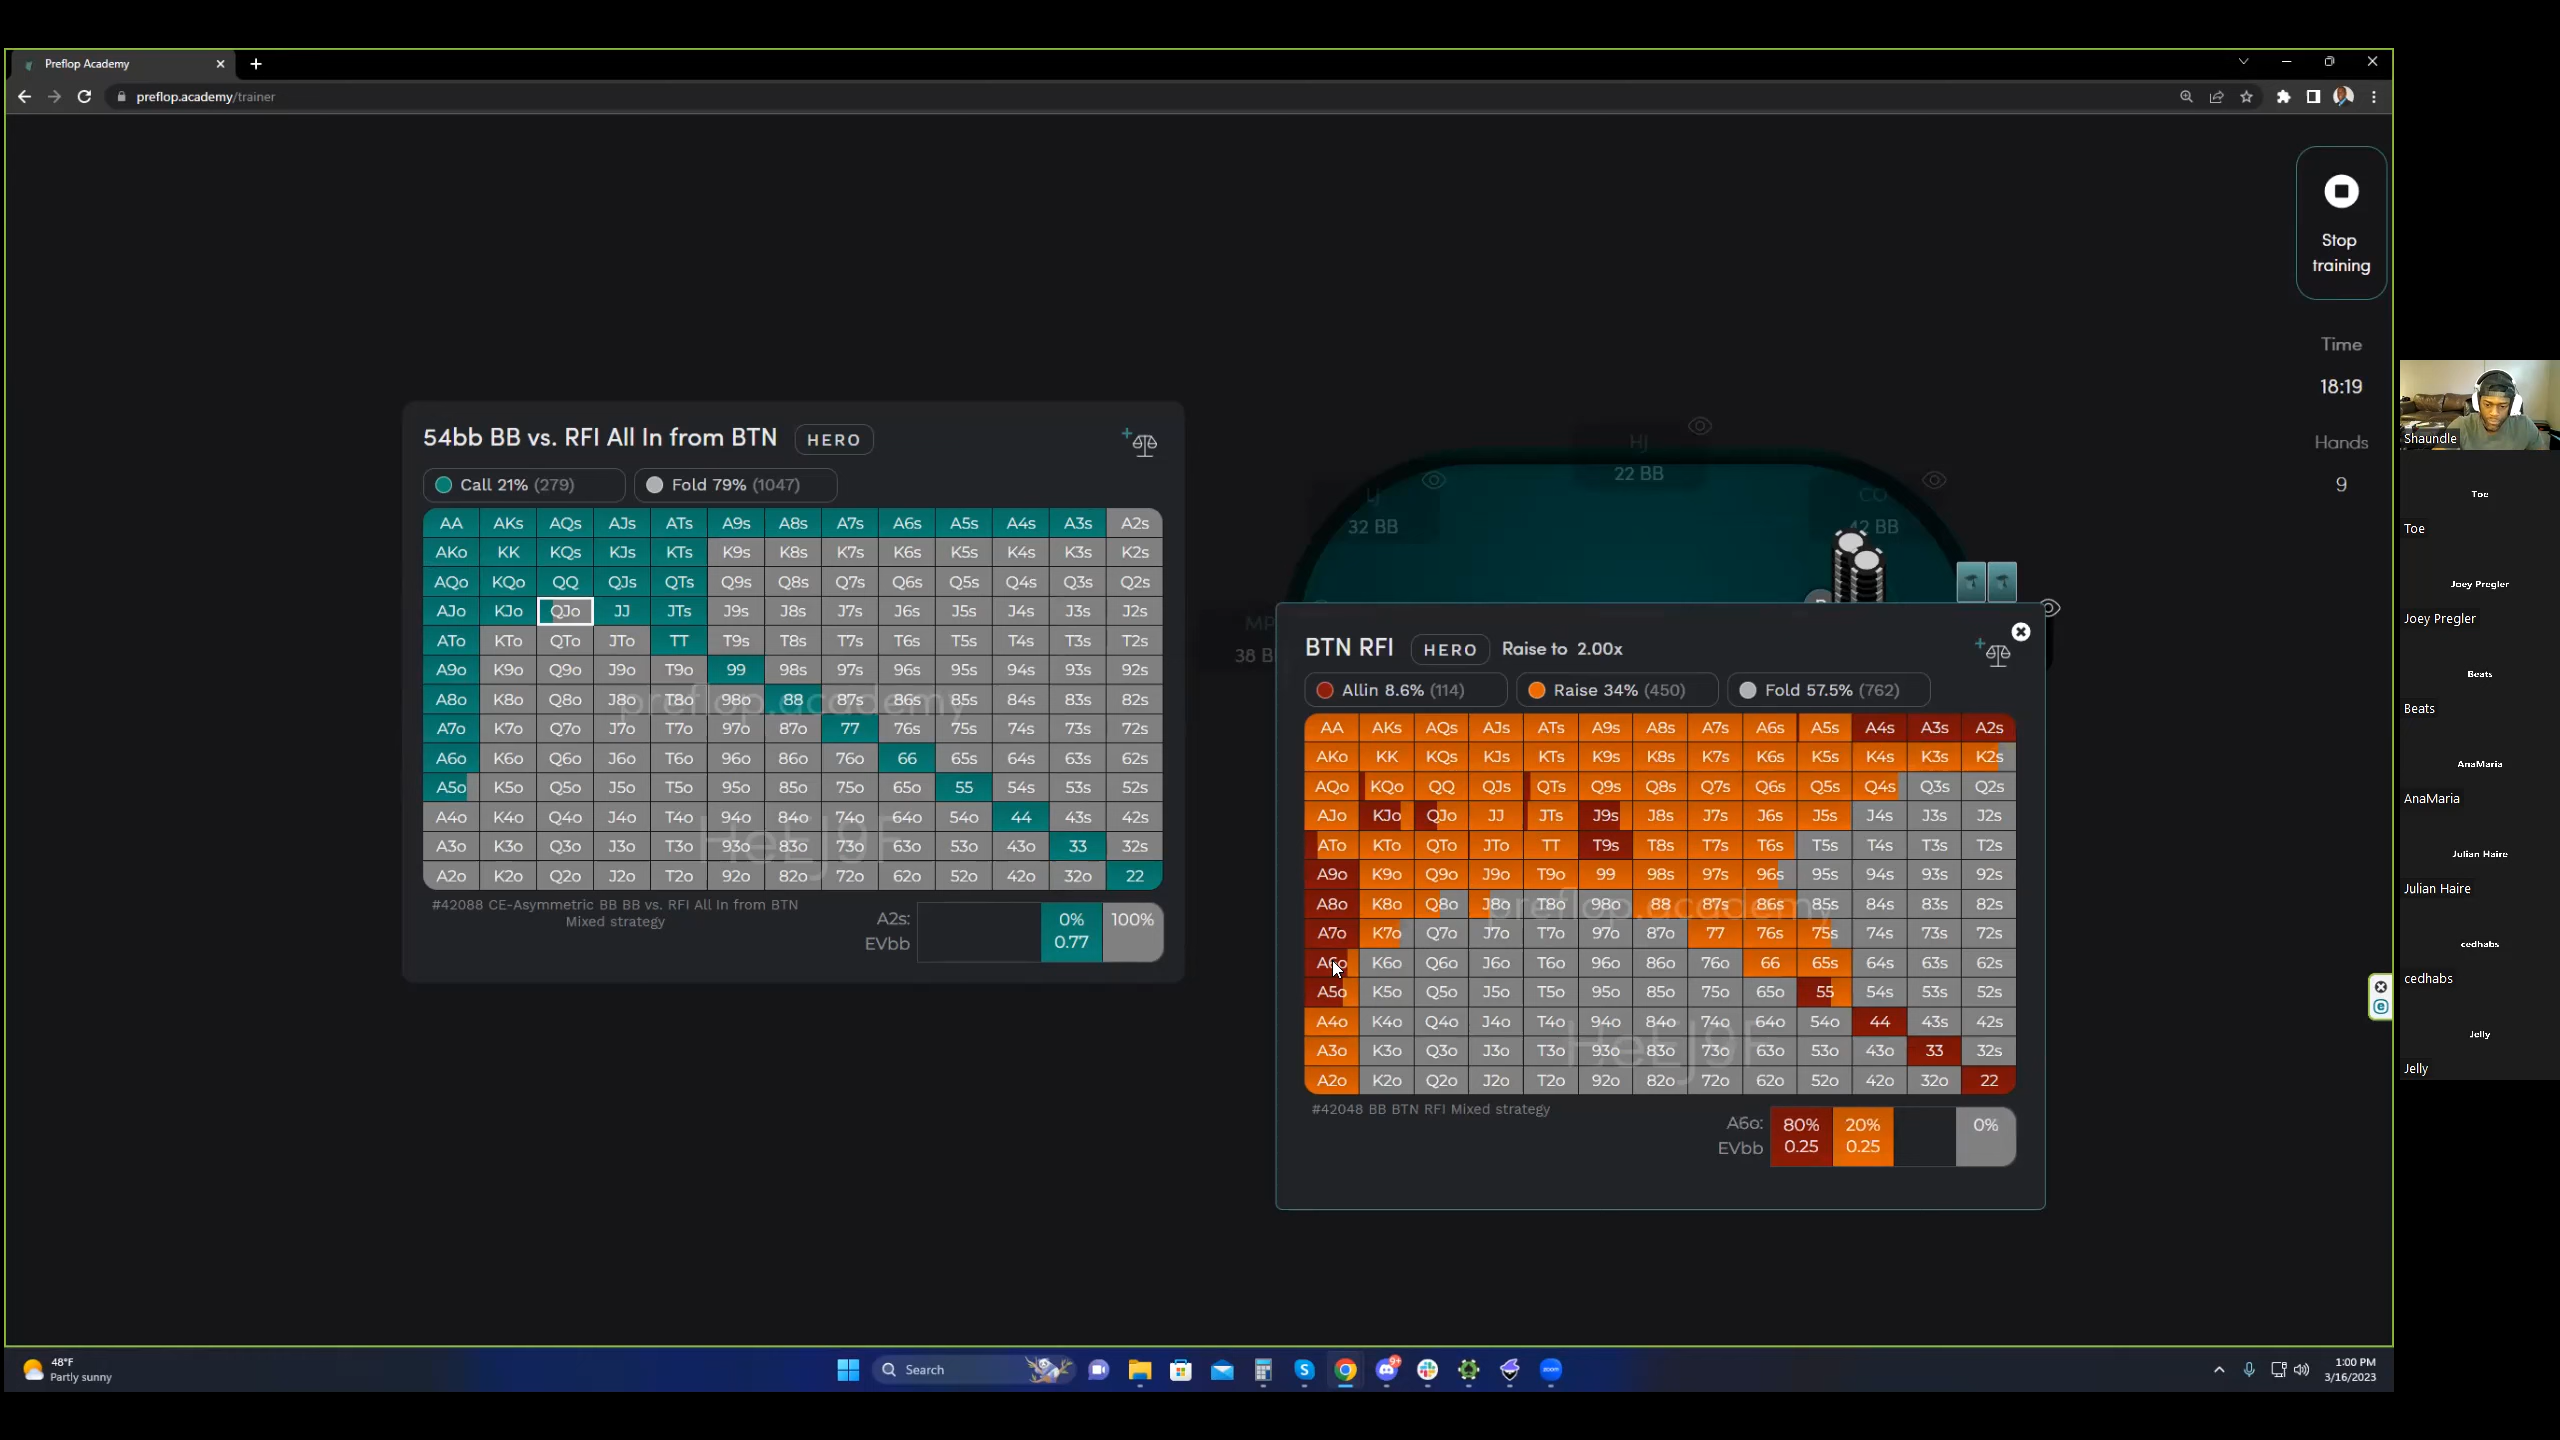 Preflop Academy
preflop.academy/trainer
Stop
training
Time
18:19
Hands
9
54bb BB vs. RFI All In from BTN HERO
Call 21% (279) Fold 79% (1047)
AA AKs AQs AJs ATs A9s A8s A7s A6s A5s A4s A3s A2s
AKo KK KQs KJs KTs K9s K8s K7s K6s K5s K4s K3s K2s
AQo KQo QQ QJs QTs Q9s Q8s Q7s Q6s Q5s Q4s Q3s Q2s
AJo KJo QJo JJ JTs J9s J8s J7s J6s J5s J4s J3s J2s
ATo KTo QTo JTo TT T9s T8s T7s T6s T5s T4s T3s T2s
A9o K9o Q9o J9o T9o 99 98s 97s 96s 95s 94s 93s 92s
A8o K8o Q8o J8o T8o 98o 88 87s 86s 85s 84s 83s 82s
A7o K7o Q7o J7o T7o 97o 87o 77 76s 75s 74s 73s 72s
A6o K6o Q6o J6o T6o 96o 86o 76o 66 65s 64s 63s 62s
A5o K5o Q5o J5o T5o 95o 85o 75o 65o 55 54s 53s 52s
A4o K4o Q4o J4o T4o 94o 84o 74o 64o 54o 44 43s 42s
A3o K3o Q3o J3o T3o 93o 83o 73o 63o 53o 43o 33 32s
A2o K2o Q2o J2o T2o 92o 82o 72o 62o 52o 42o 32o 22
preflop.academy
HeEJ9F
#42088 CE-Asymmetric BB BB vs. RFI All In from BTN
Mixed strategy
A2s: 0% 100%
EVbb 0.77
HJ
22 BB
LJ
32 BB
CO
42 BB
MP
38 B
BTN RFI HERO Raise to 2.00x
Allin 8.6% (114) Raise 34% (450) Fold 57.5% (762)
AA AKs AQs AJs ATs A9s A8s A7s A6s A5s A4s A3s A2s
AKo KK KQs KJs KTs K9s K8s K7s K6s K5s K4s K3s K2s
AQo KQo QQ QJs QTs Q9s Q8s Q7s Q6s Q5s Q4s Q3s Q2s
AJo KJo QJo JJ JTs J9s J8s J7s J6s J5s J4s J3s J2s
ATo KTo QTo JTo TT T9s T8s T7s T6s T5s T4s T3s T2s
A9o K9o Q9o J9o T9o 99 98s 97s 96s 95s 94s 93s 92s
A8o K8o Q8o J8o T8o 98o 88 87s 86s 85s 84s 83s 82s
A7o K7o Q7o J7o T7o 97o 87o 77 76s 75s 74s 73s 72s
A6o K6o Q6o J6o T6o 96o 86o 76o 66 65s 64s 63s 62s
A5o K5o Q5o J5o T5o 95o 85o 75o 65o 55 54s 53s 52s
A4o K4o Q4o J4o T4o 94o 84o 74o 64o 54o 44 43s 42s
A3o K3o Q3o J3o T3o 93o 83o 73o 63o 53o 43o 33 32s
A2o K2o Q2o J2o T2o 92o 82o 72o 62o 52o 42o 32o 22
preflop.academy
HeEJ9F
#42048 BB BTN RFI Mixed strategy
A6o: 80% 20% 0%
EVbb 0.25 0.25
Shaundle
Toe
Toe
Joey Pregler
Joey Pregler
Beats
Beats
AnaMaria
AnaMaria
Julian Haire
Julian Haire
cedhabs
cedhabs
Jelly
Jelly
48°F
Partly sunny
Search
9+
zoom
1:00 PM
3/16/2023